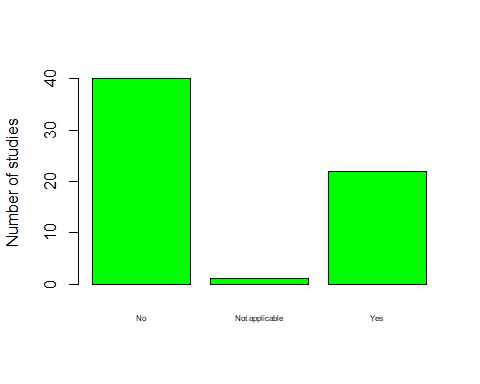 Number of studies
40
30
20
10
0
No Not applicable Yes